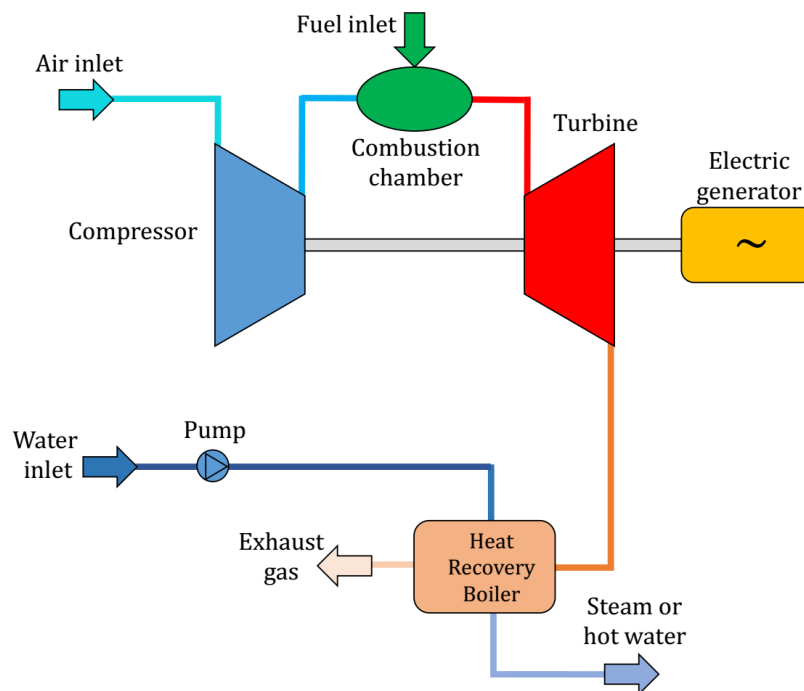 Fuel inlet
Air inlet
Combustion
chamber
Turbine
Electric
generator
Compressor
~
Water
inlet
Pump
Exhaust
gas
Heat
Recovery
Boiler
Steam or
hot water